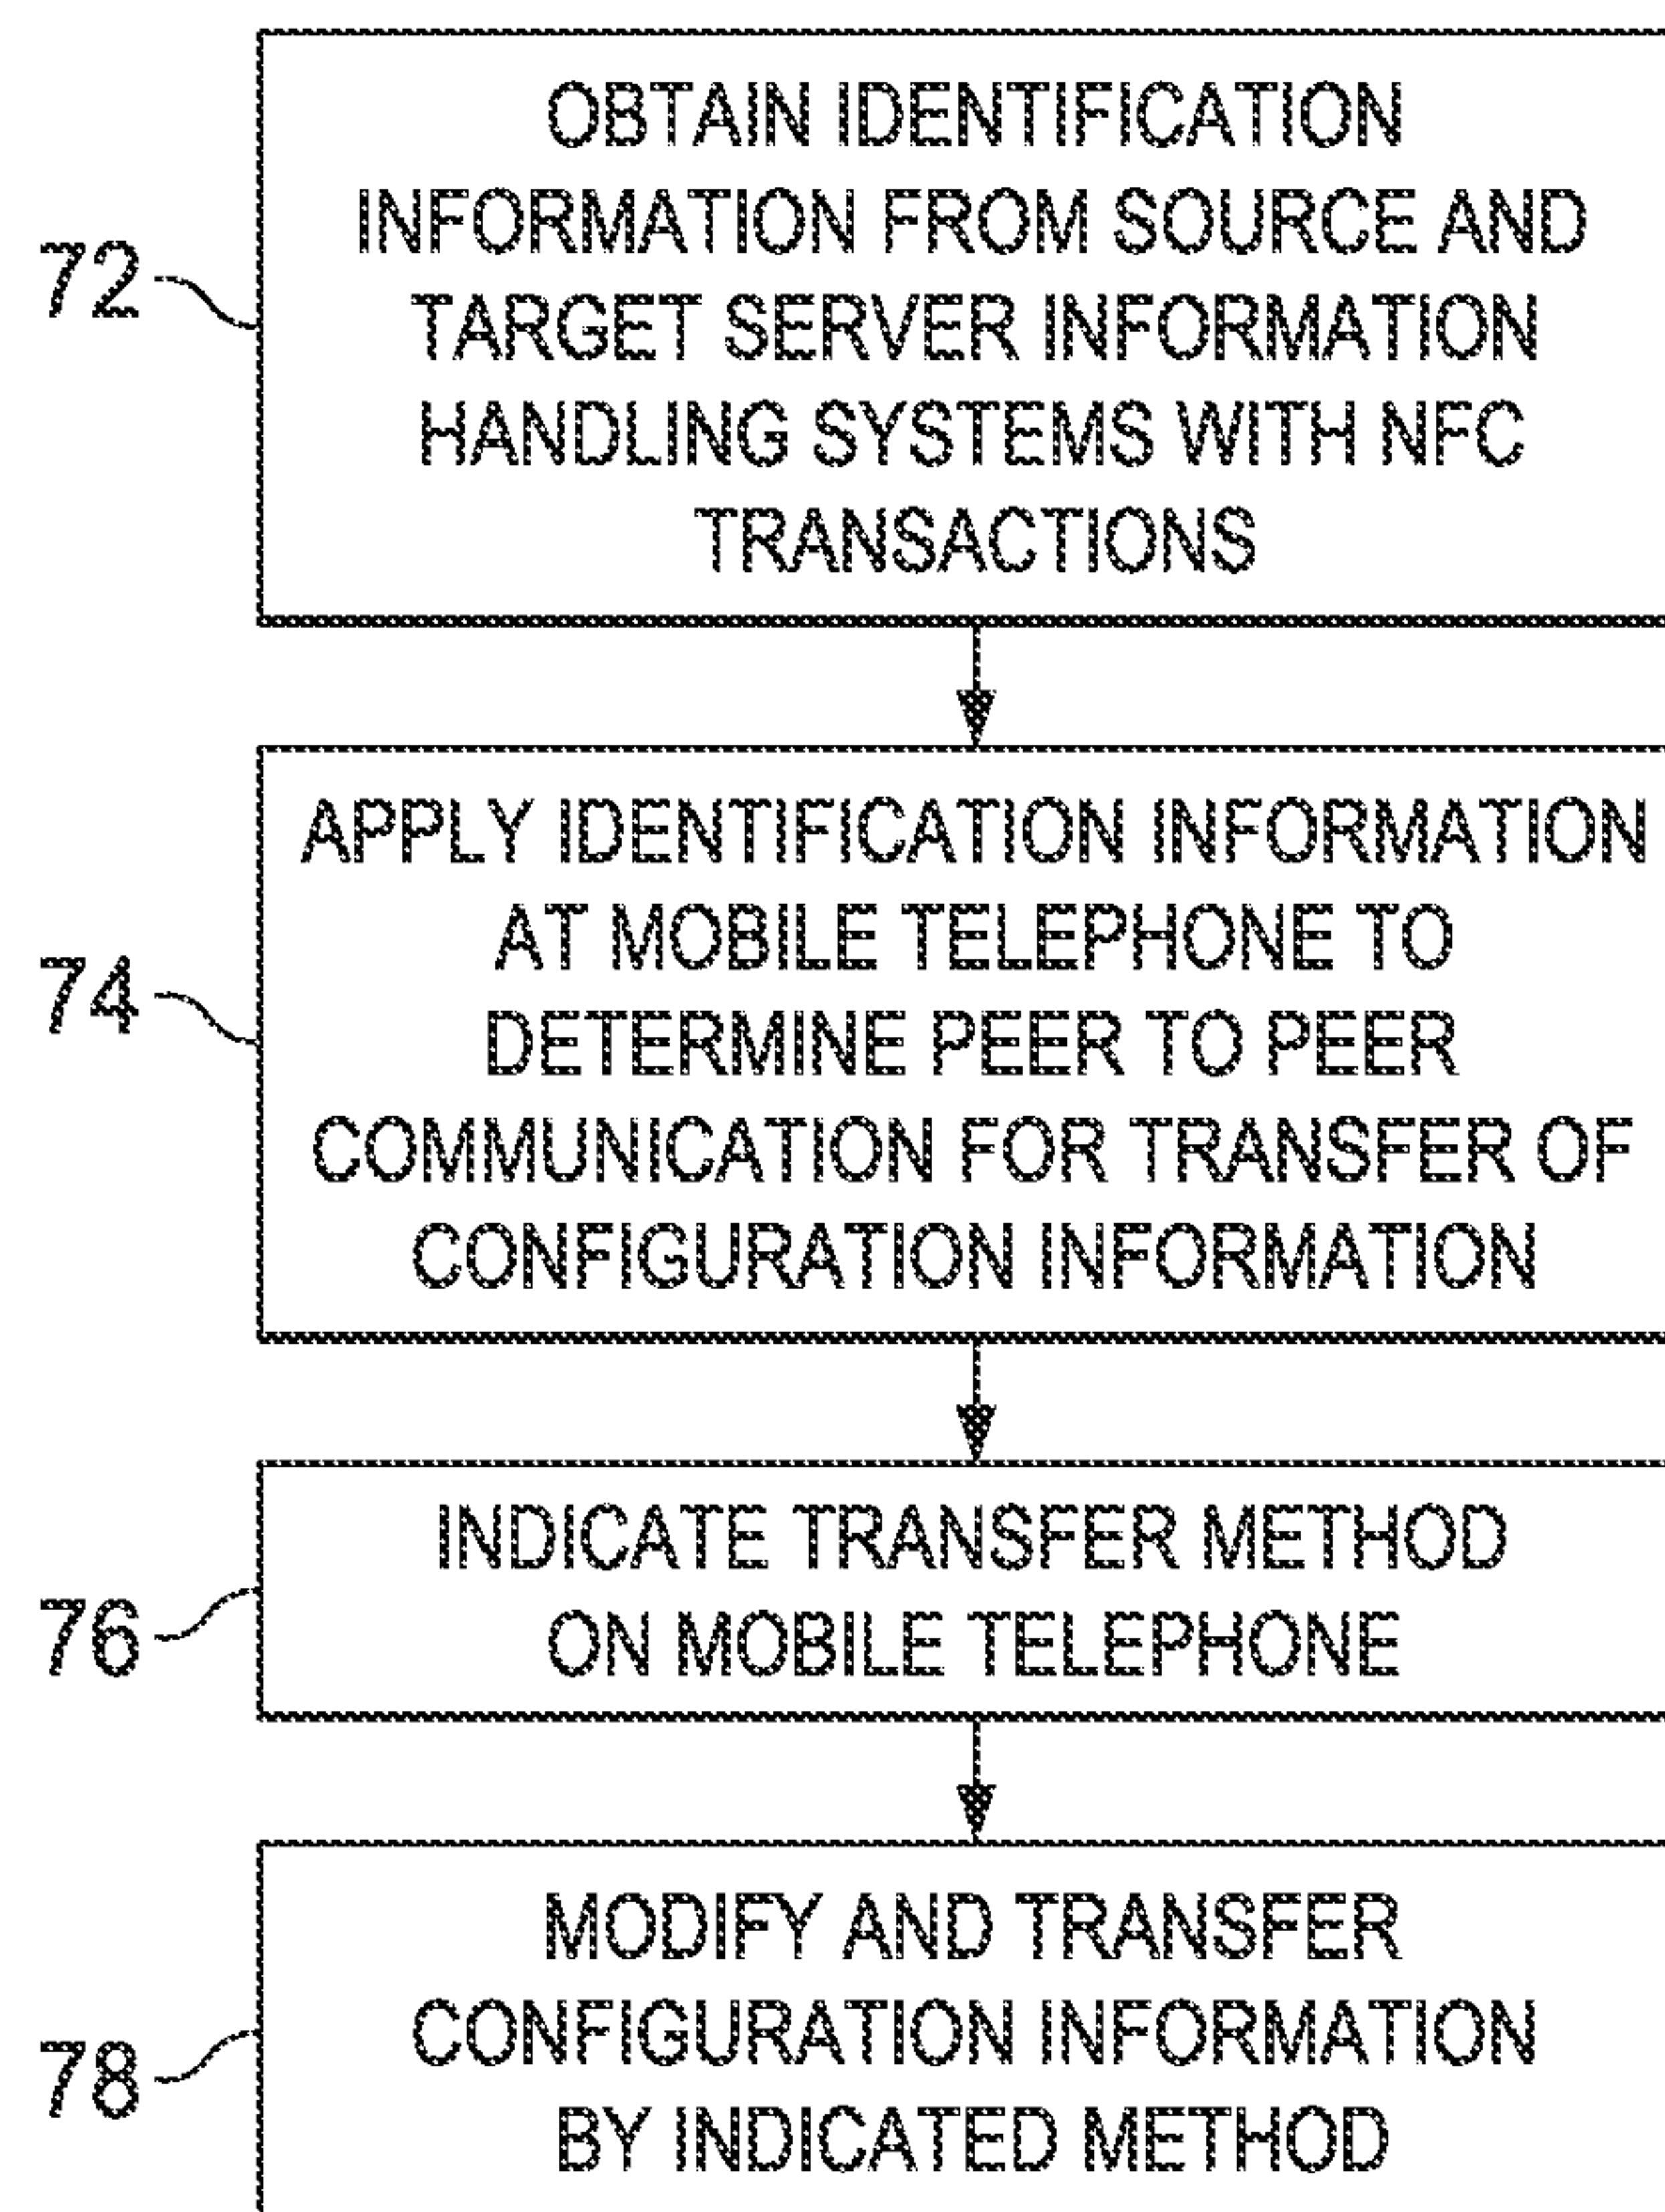 OBTAIN IDENTIFICATION
INFORMATION FROM SOURCE AND
72
TARGET SERVER INFORMATION
HANDLING SYSTEMS WITH NFC
TRANSACTIONS
APPLY IDENTIFICATION INFORMATION
AT MOBILE TELEPHONE TO
74
DETERMINE PEER TO PEER
COMMUNICATION FOR TRANSFER OF
CONFIGURATION INFORMATION
INDICATE TRANSFER METHOD
76
ON MOBILE TELEPHONE
MODIFY AND TRANSFER
CONFIGURATION INFORMATION
78
BY INDICATED METHOD